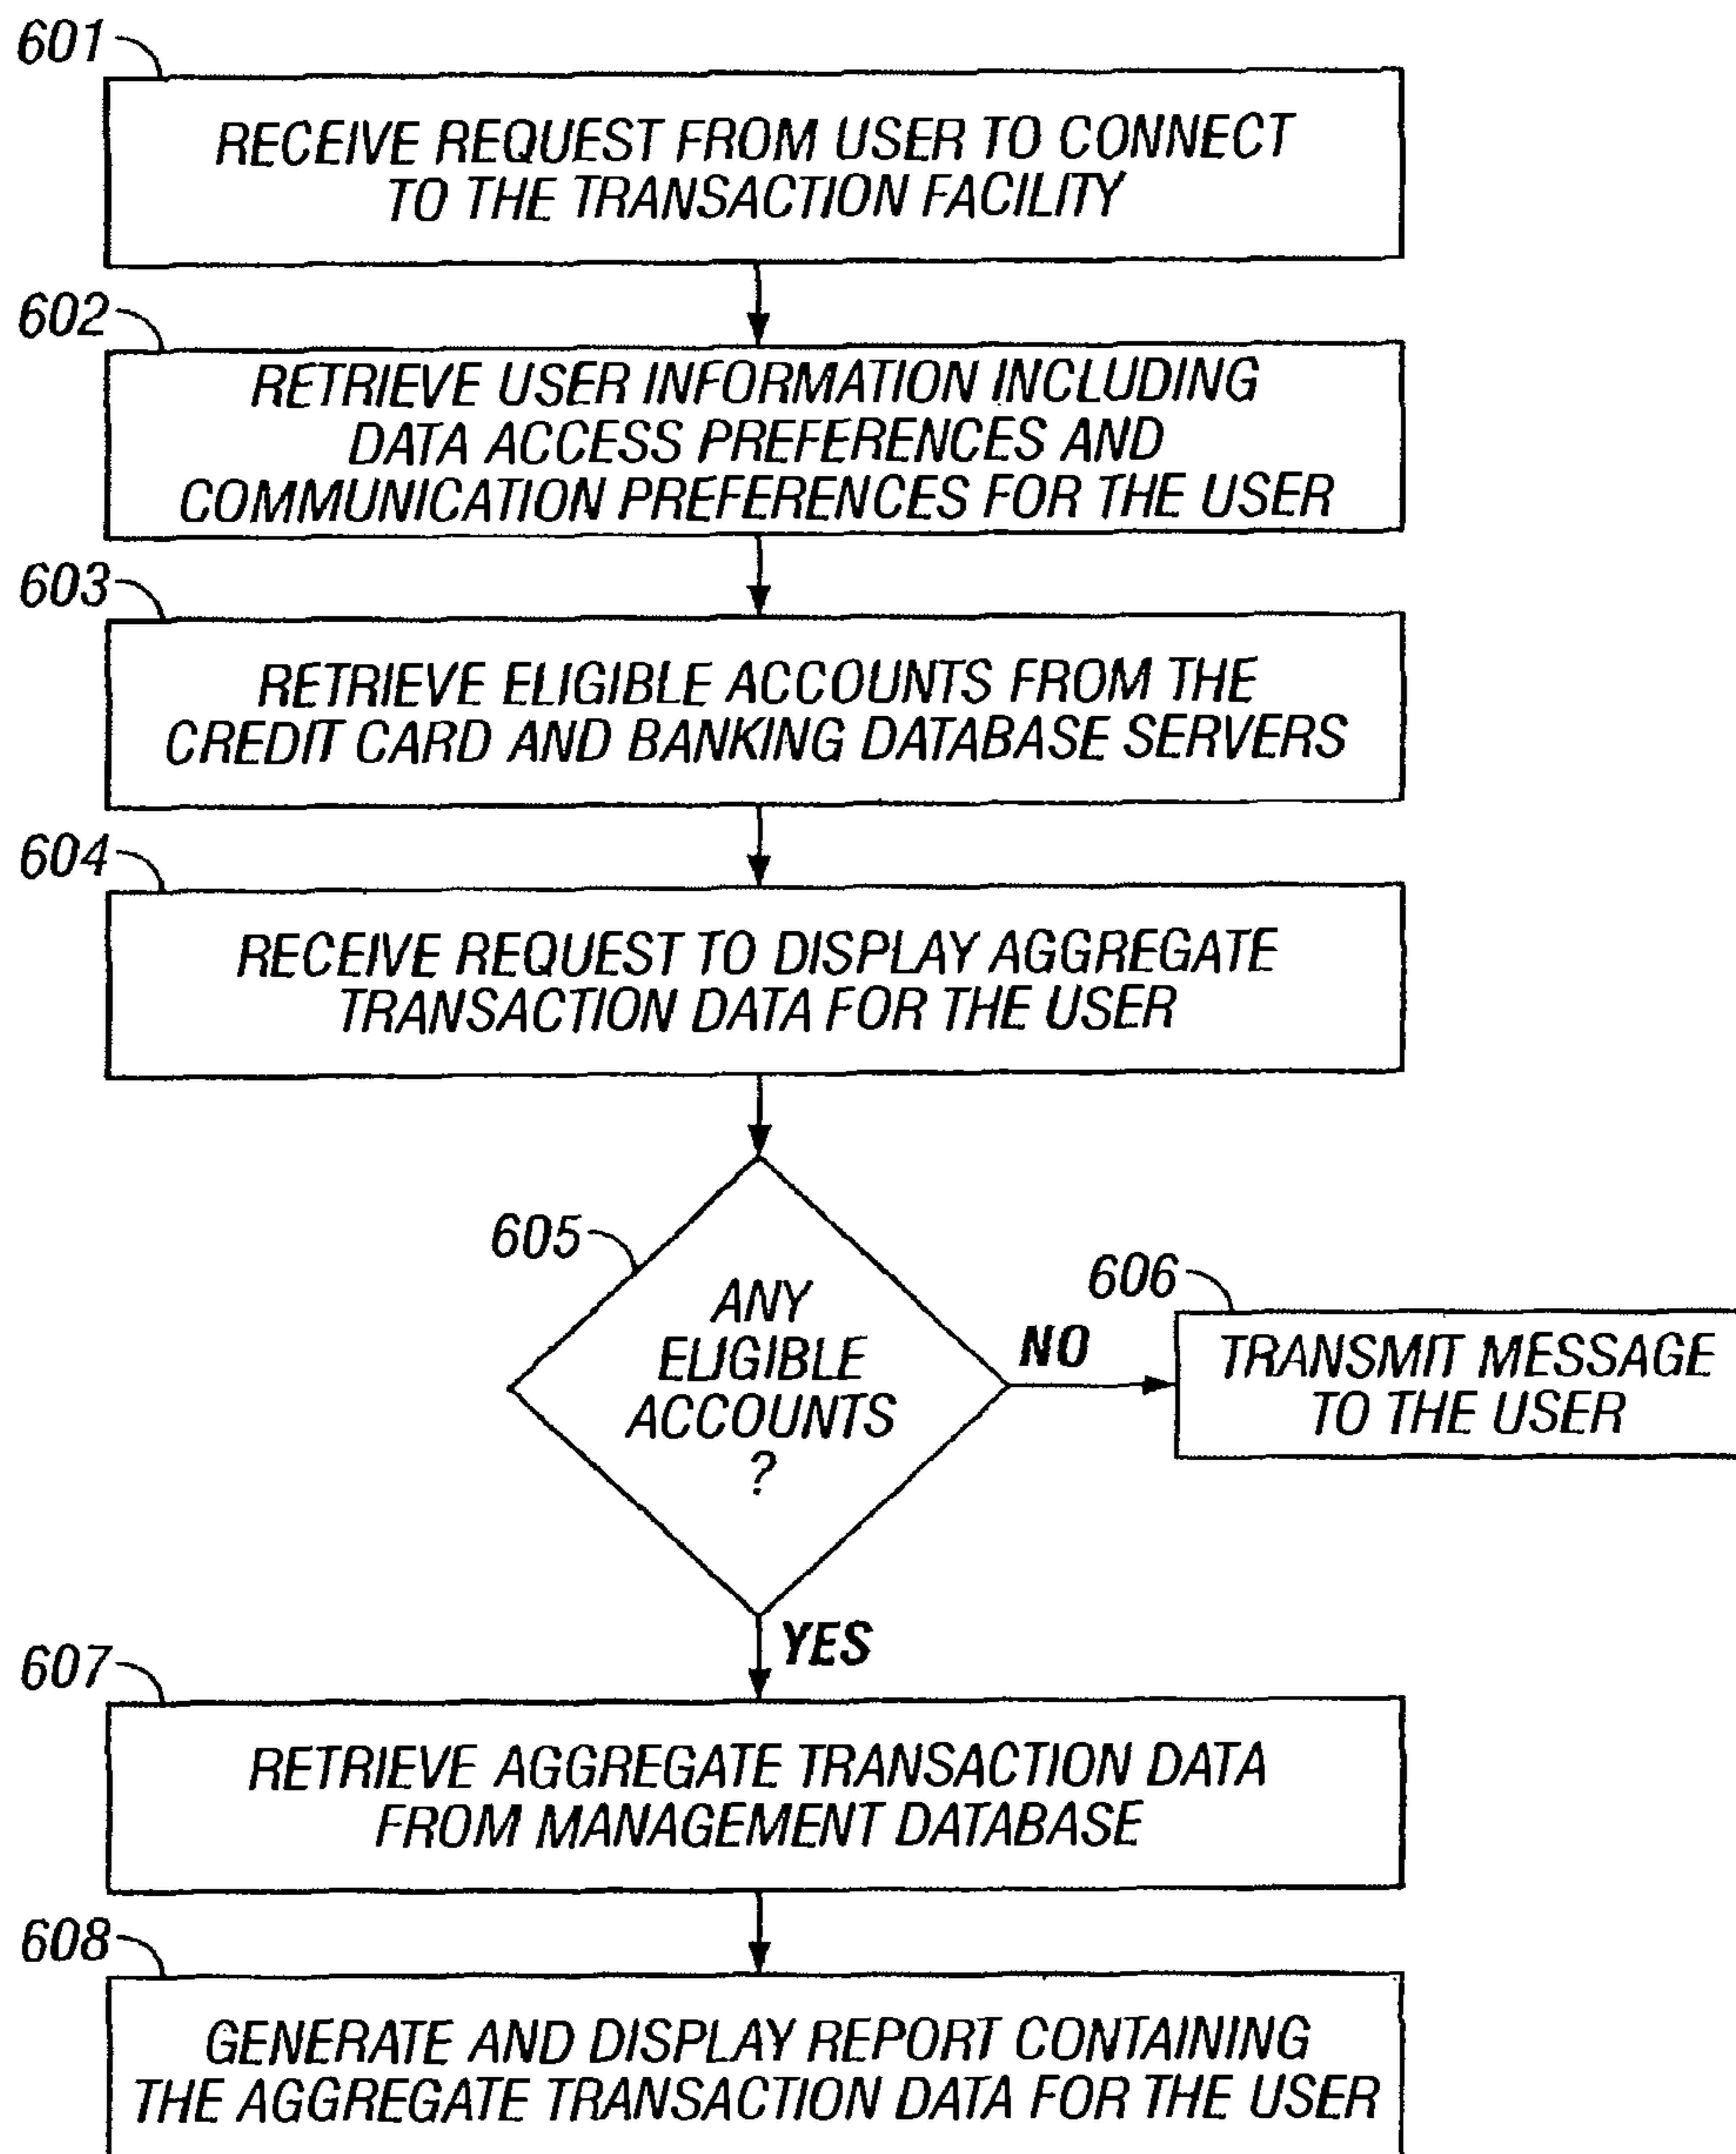 601
RECEIVE REQUEST FROM USER TO CONNECT
TO THE TRANSACTION FACILITY
602
RETRIEVE USER INFORMATION INCLUDING
DATA ACCESS PREFERENCES AND
COMMUNICATION PREFERENCES FOR THE USER
603
RETRIEVE ELIGIBLE ACCOUNTS FROM THE
CREDIT CARD AND BANKING DATABASE SERVERS
604
RECEIVE REQUEST TO DISPLAY AGGREGATE
TRANSACTION DATA FOR THE USER
605
ANY
ELIGIBLE
ACCOUNTS
?
NO
606
TRANSMIT MESSAGE
TO THE USER
YES
607
RETRIEVE AGGREGATE TRANSACTION DATA
FROM MANAGEMENT DATABASE
608
GENERATE AND DISPLAY REPORT CONTAINING
THE AGGREGATE TRANSACTION DATA FOR THE USER